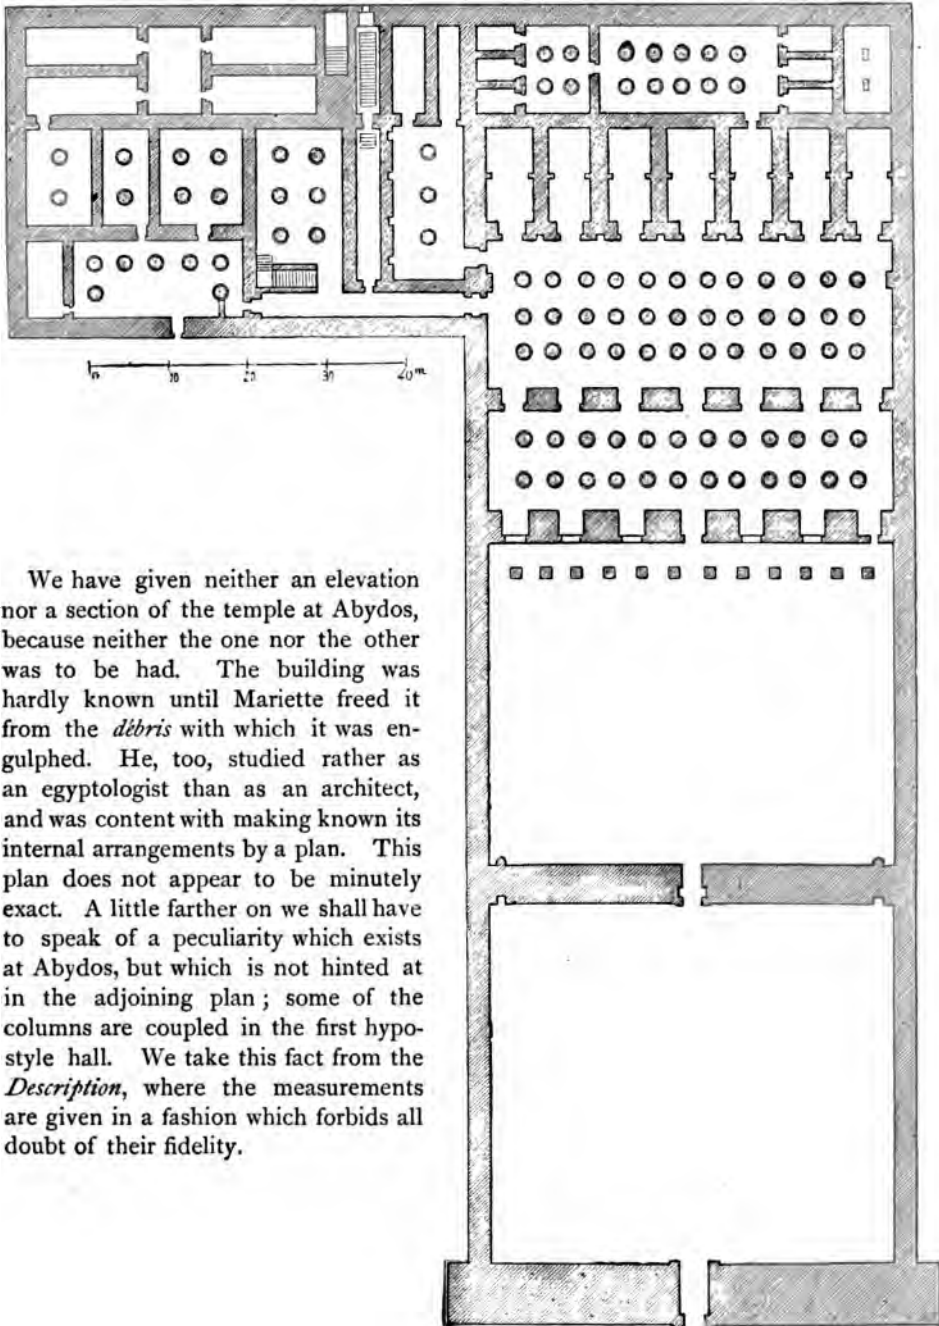 0 10 20 30 40 m
We have given neither an elevation
nor a section of the temple at Abydos,
because neither the one nor the other
was to be had. The building was
hardly known until Mariette freed it
from the débris with which it was en-
gulphed. He, too, studied rather as
an egyptologist than as an architect,
and was content with making known its
internal arrangements by a plan. This
plan does not appear to be minutely
exact. A little farther on we shall have
to speak of a peculiarity which exists
at Abydos, but which is not hinted at
in the adjoining plan ; some of the
columns are coupled in the first hypo-
style hall. We take this fact from the
Description, where the measurements
are given in a fashion which forbids all
doubt of their fidelity.